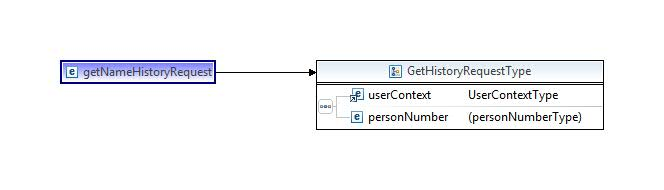 getNameHistoryRequest
GetHistoryRequestType
userContext UserContextType
personNumber (personNumberType)